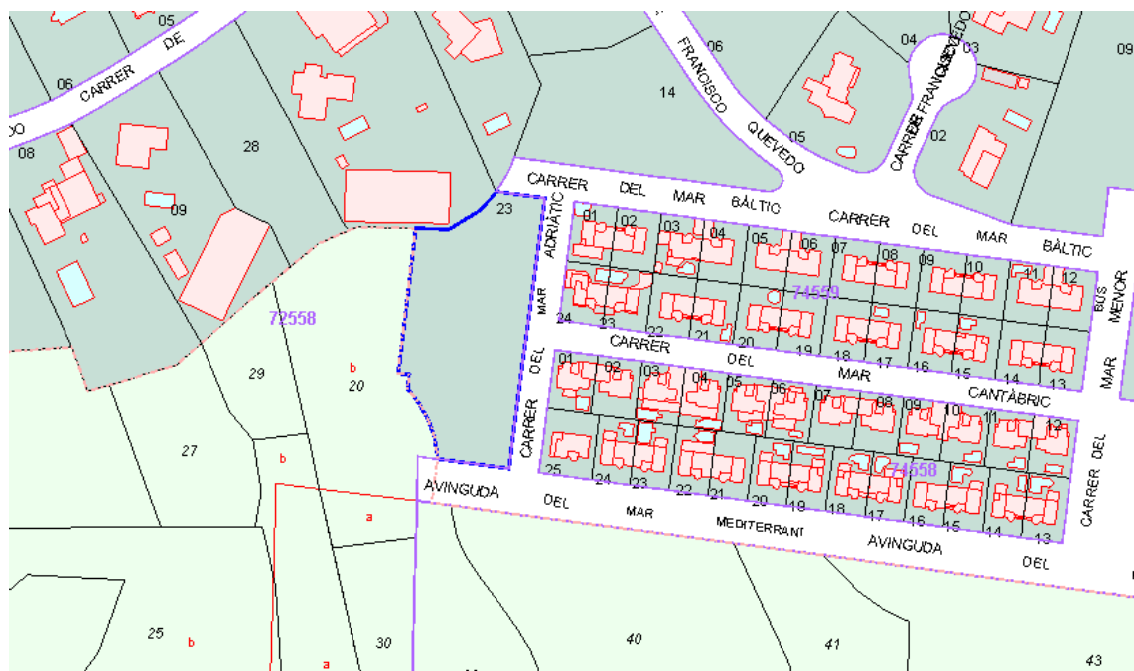 05
CARRER DE
06
DO
08
09
28
06
FRANCISCO QUEVEDO
14
05
04
03
02
09
23
CARRER DEL MAR BÀLTIC CARRER DEL MAR BÀLTIC
CARRER DEL MAR ADRIÀTIC
01 02 03 04 05 06 07 08 09 10 11 12
74559
24 23 22 21 20 19 18 17 16 15 14 13
MENOR
CARRER DEL MAR
CARRER DEL MAR CANTÀBRIC
01 02 03 04 05 06 07 08 09 10 11 12
74558
25 24 23 22 21 20 19 18 17 16 15 14 13
AVINGUDA DEL MAR MEDITERRANI AVINGUDA DEL
72558
29
b
20
27
b
a
25
b
a
30
40
41
43